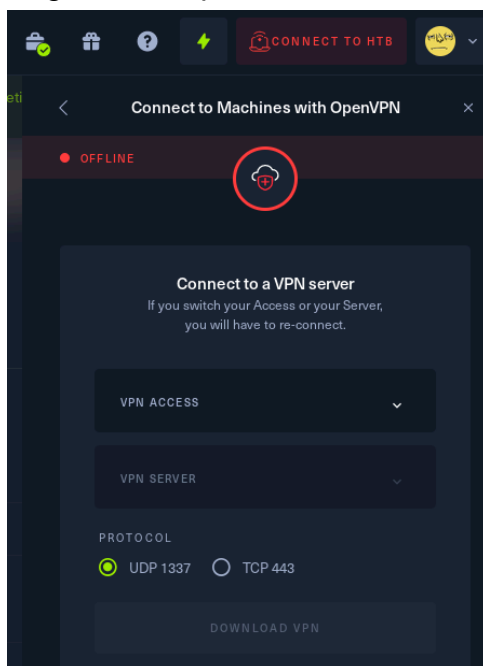 CONNECT TO HTB
eti
Connect to Machines with OpenVPN
OFFLINE
Connect to a VPN server
If you switch your Access or your Server,
you will have to re-connect.
VPN ACCESS
VPN SERVER
PROTOCOL
UDP 1337
TCP 443
DOWNLOAD VPN